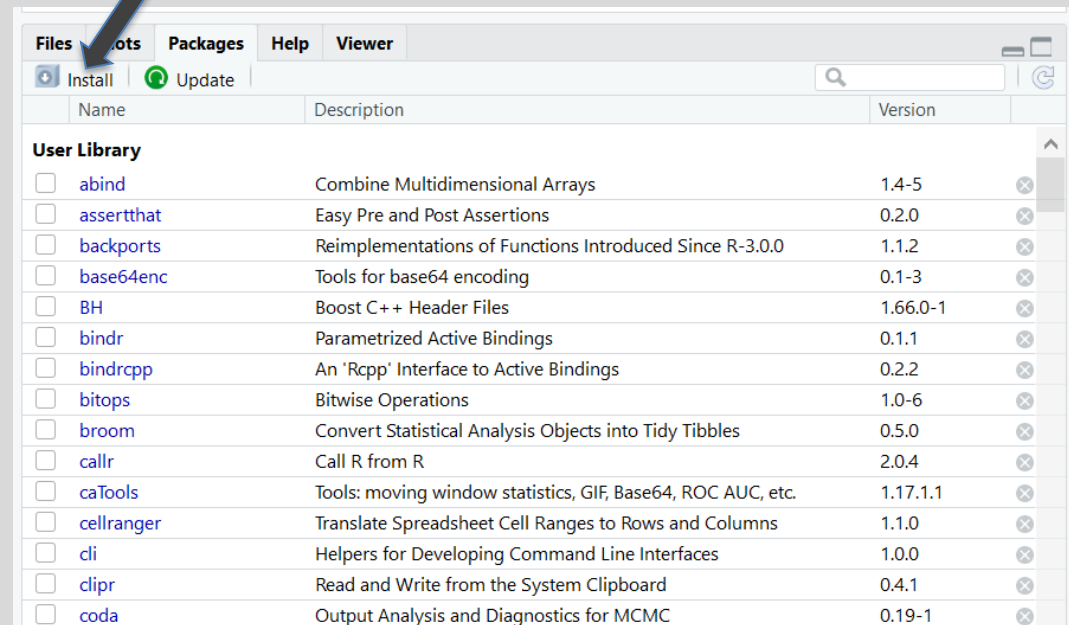 Files ots Packages Help Viewer
Install Update
Name Description Version
User Library
abind Combine Multidimensional Arrays 1.4-5
assertthat Easy Pre and Post Assertions 0.2.0
backports Reimplementations of Functions Introduced Since R-3.0.0 1.1.2
base64enc Tools for base64 encoding 0.1-3
BH Boost C++ Header Files 1.66.0-1
bindr Parametrized Active Bindings 0.1.1
bindrcpp An 'Rcpp' Interface to Active Bindings 0.2.2
bitops Bitwise Operations 1.0-6
broom Convert Statistical Analysis Objects into Tidy Tibbles 0.5.0
callr Call R from R 2.0.4
caTools Tools: moving window statistics, GIF, Base64, ROC AUC, etc. 1.17.1.1
cellranger Translate Spreadsheet Cell Ranges to Rows and Columns 1.1.0
cli Helpers for Developing Command Line Interfaces 1.0.0
clipr Read and Write from the System Clipboard 0.4.1
coda Output Analysis and Diagnostics for MCMC 0.19-1